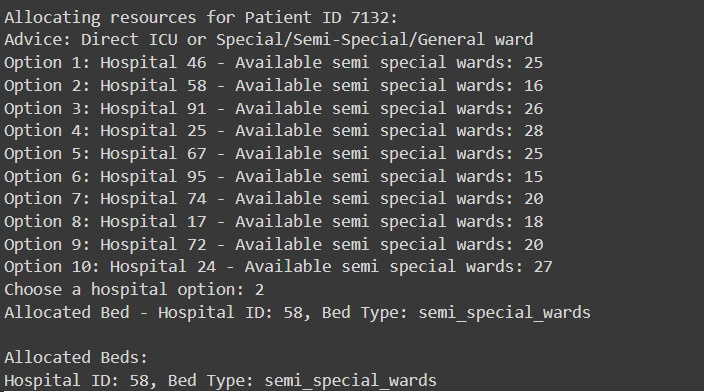 Allocating resources for Patient ID 7132:
Advice: Direct ICU or Special/Semi-Special/General ward
Option 1: Hospital 46 - Available semi special wards: 25
Option 2: Hospital 58 - Available semi special wards: 16
Option 3: Hospital 91 - Available semi special wards: 26
Option 4: Hospital 25 - Available semi special wards: 28
Option 5: Hospital 67 - Available semi special wards: 25
Option 6: Hospital 95 - Available semi special wards: 15
Option 7: Hospital 74 - Available semi special wards: 20
Option 8: Hospital 17 - Available semi special wards: 18
Option 9: Hospital 72 - Available semi special wards: 20
Option 10: Hospital 24 - Available semi special wards: 27
Choose a hospital option: 2
Allocated Bed - Hospital ID: 58, Bed Type: semi_special_wards
Allocated Beds:
Hospital ID: 58, Bed Type: semi_special_wards